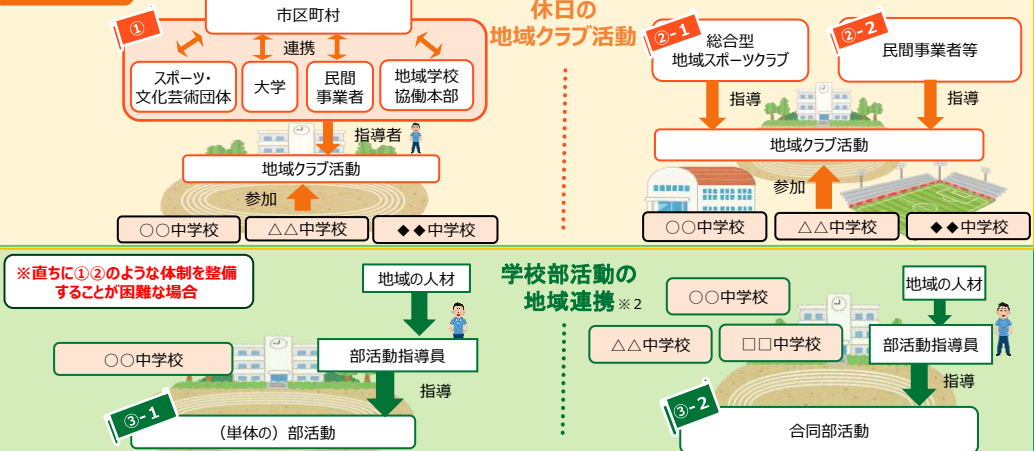 ①
市区町村
連携
スポーツ・
文化芸術団体
大学
民間
事業者
地域学校
協働本部
指導者
地域クラブ活動
参加
○○中学校
△△中学校
◆◆中学校
休日の
地域クラブ活動
②-1
総合型
地域スポーツクラブ
②-2
民間事業者等
指導
指導
地域クラブ活動
参加
○○中学校
△△中学校
◆◆中学校
※直ちに①②のような体制を整備
することが困難な場合
地域の人材
○○中学校
部活動指導員
指導
③-1
（単体の）部活動
学校部活動の
地域連携※2
○○中学校
△△中学校
□□中学校
地域の人材
部活動指導員
指導
③-2
合同部活動